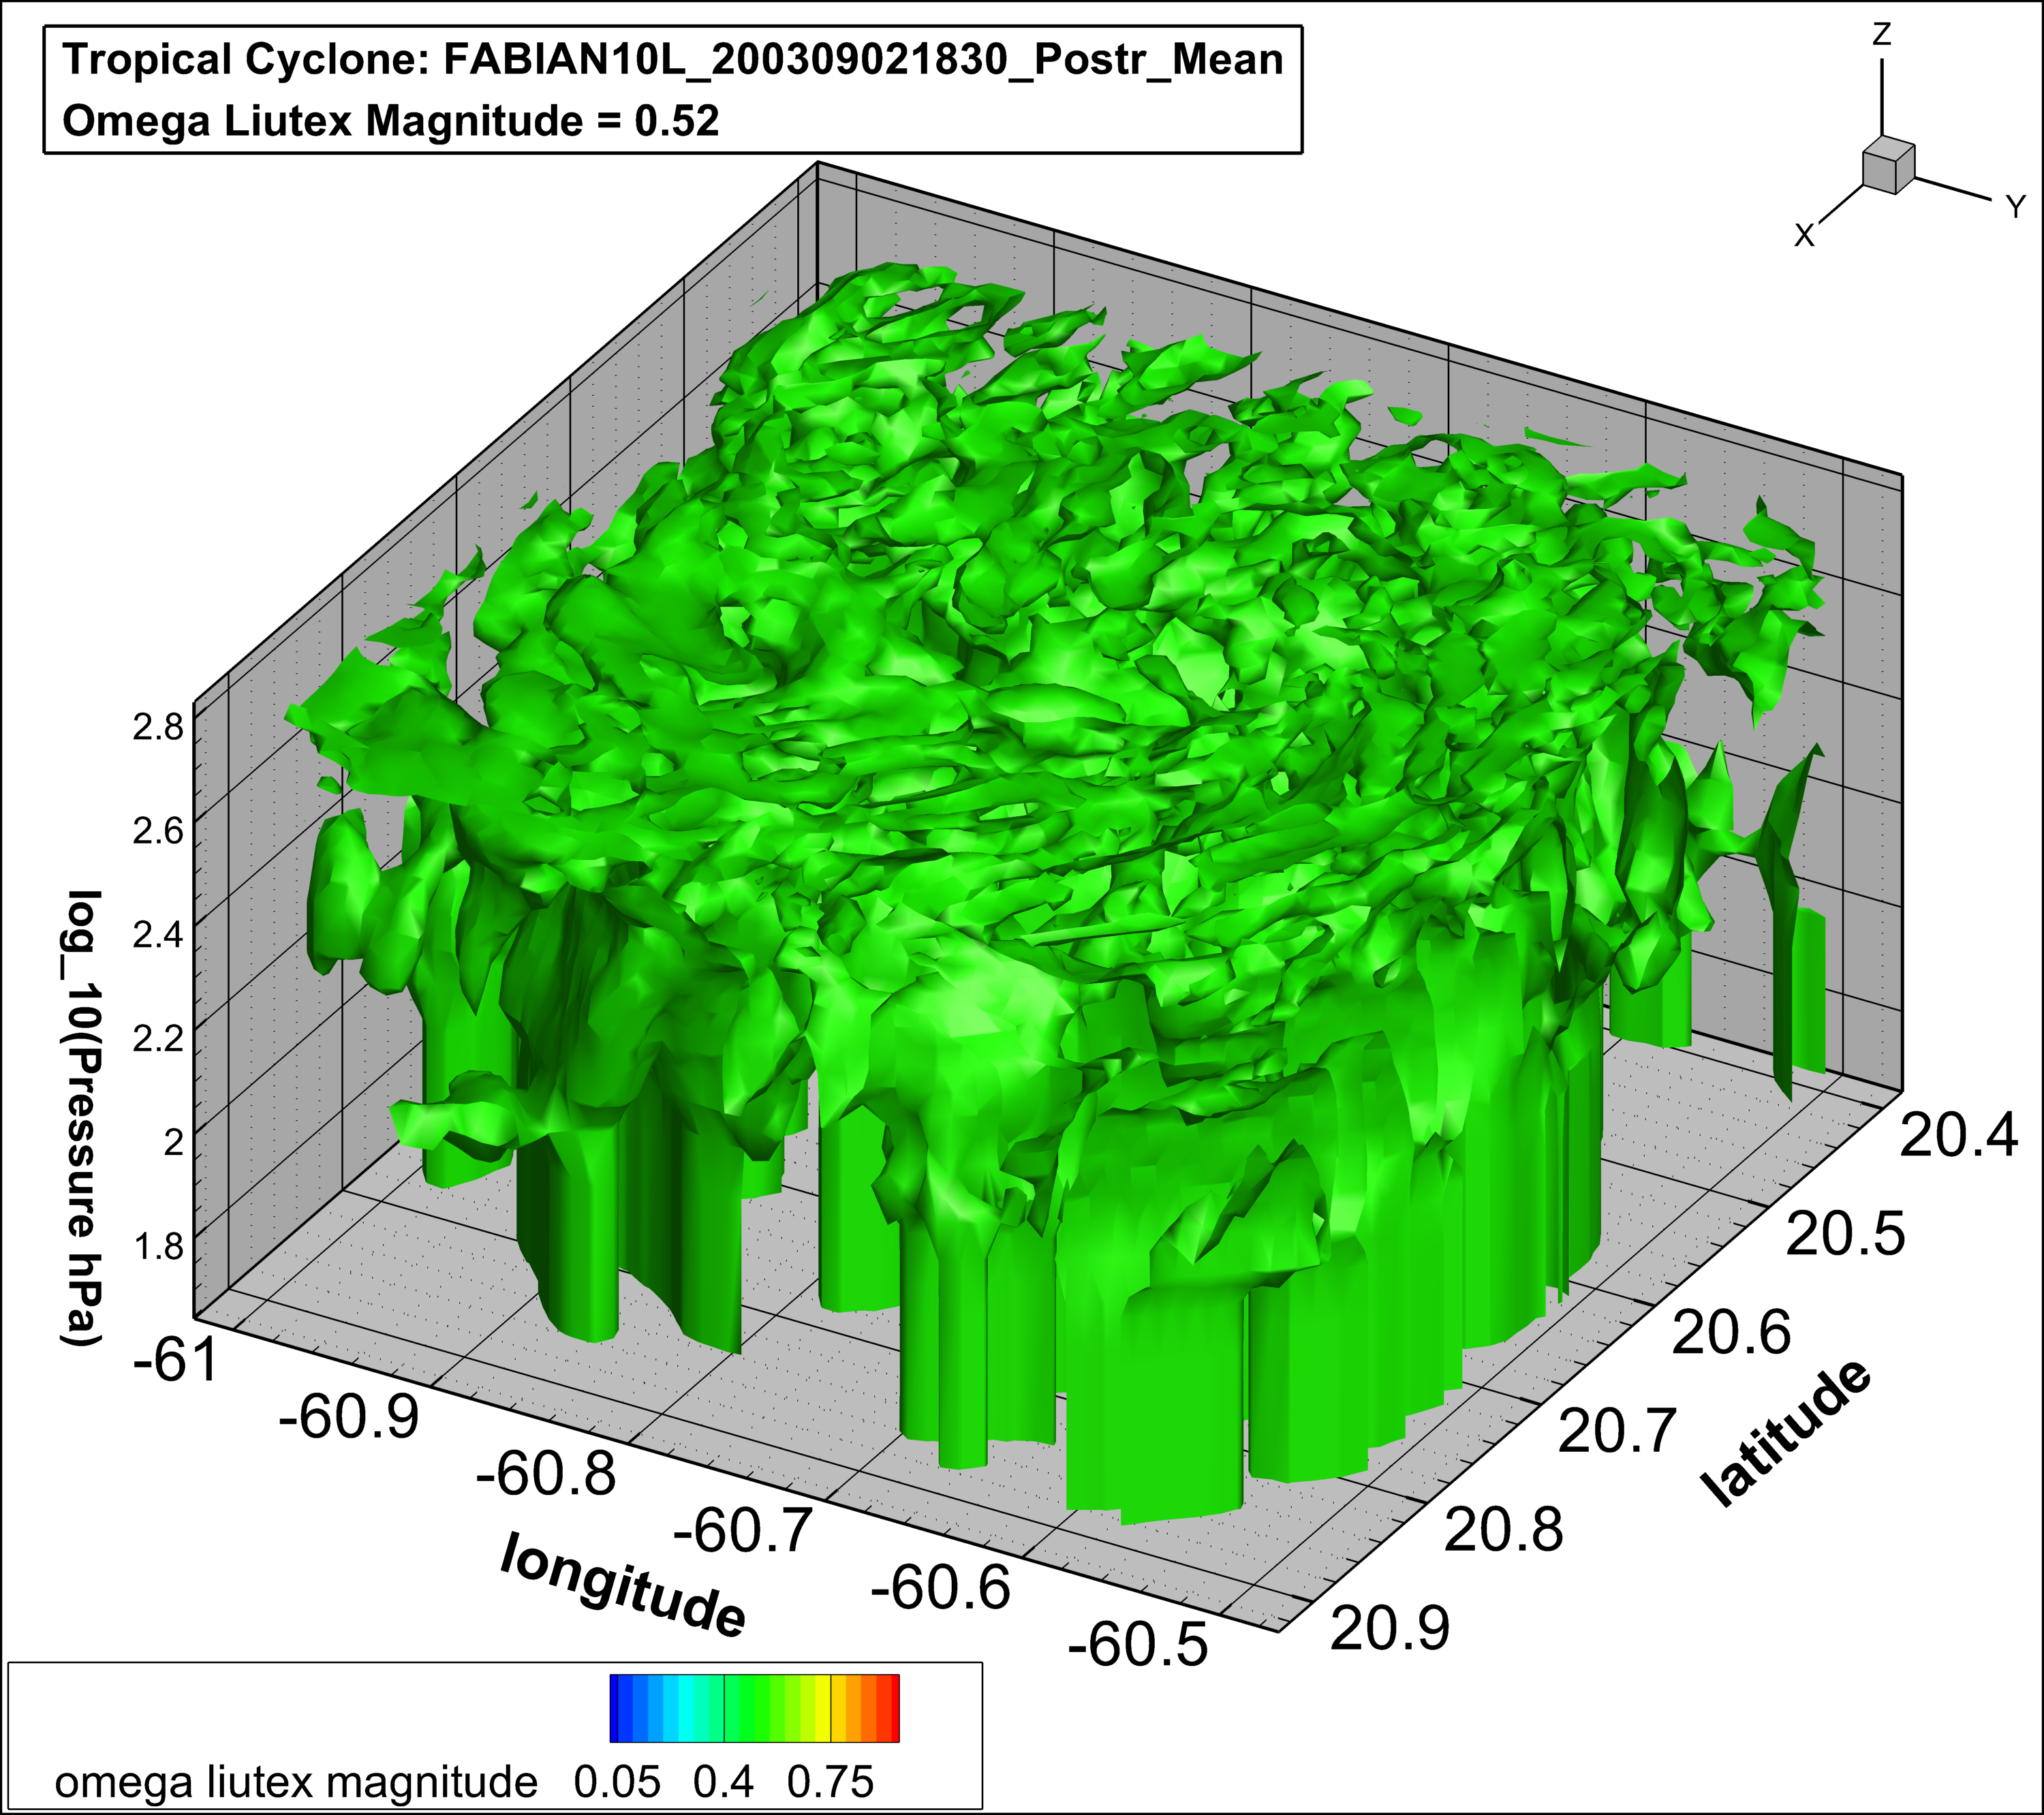 Tropical Cyclone: FABIAN10L_200309021830_Postr_Mean
Omega Liutex Magnitude = 0.52
Z
Y
X
2.8
2.6
2.4
2.2
2
1.8
log_10(Pressure hPa)
-61
-60.9
-60.8
-60.7
-60.6
-60.5
longitude
20.4
20.5
20.6
20.7
20.8
20.9
latitude
omega liutex magnitude 0.05 0.4 0.75